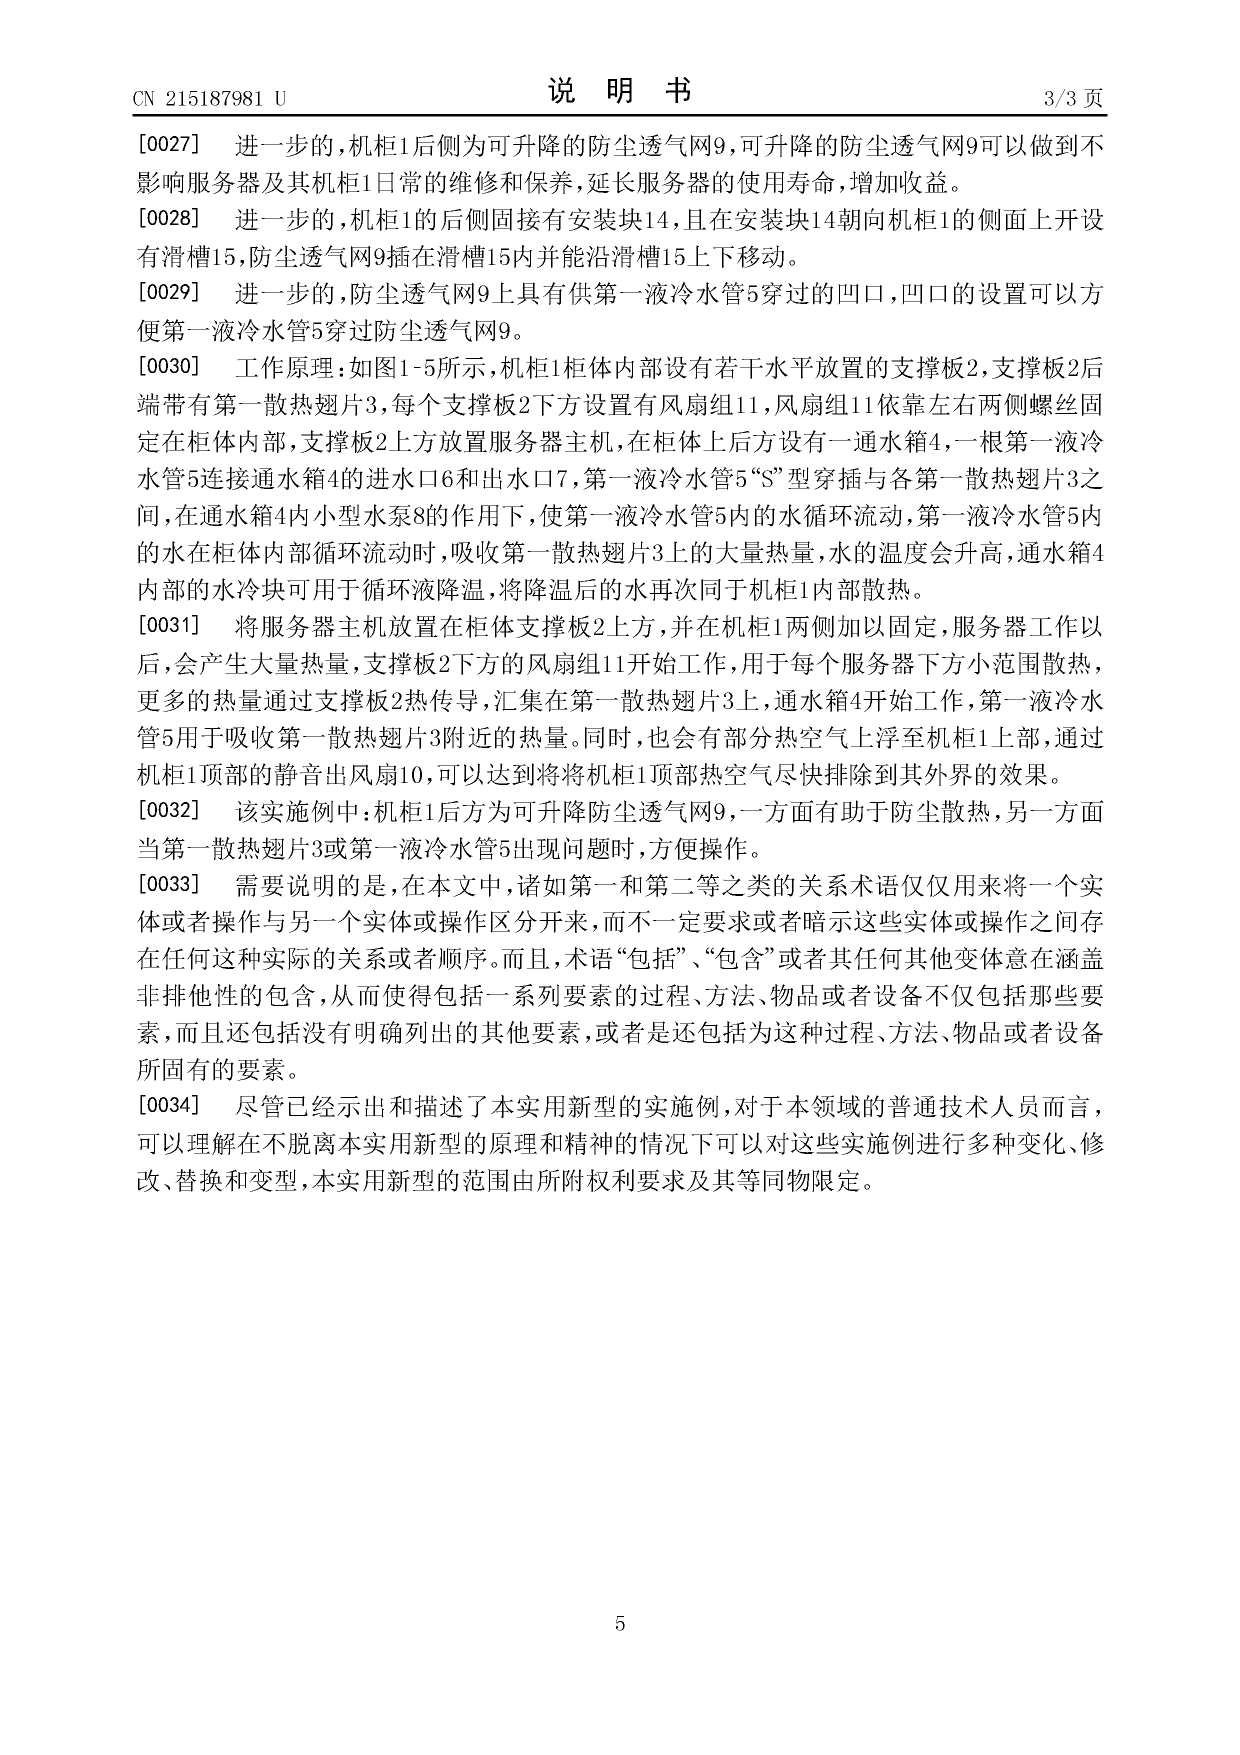 CN 215187981 U
说 明 书
3/3 页
[0027] 进一步的,机柜1后侧为可升降的防尘透气网9,可升降的防尘透气网9可以做到不
影响服务器及其机柜1日常的维修和保养,延长服务器的使用寿命,增加收益。
[0028] 进一步的,机柜1的后侧固接有安装块14,且在安装块14朝向机柜1的侧面上开设
有滑槽15,防尘透气网9插在滑槽15内并能沿滑槽15上下移动。
[0029] 进一步的,防尘透气网9上具有供第一液冷水管5穿过的凹口,凹口的设置可以方
便第一液冷水管5穿过防尘透气网9。
[0030] 工作原理:如图1-5所示,机柜1柜体内部设有若干水平放置的支撑板2,支撑板2后
端带有第一散热翅片3,每个支撑板2下方设置有风扇组11,风扇组11依靠左右两侧螺丝固
定在柜体内部,支撑板2上方放置服务器主机,在柜体上后方设有一通水箱4,一根第一液冷
水管5连接通水箱4的进水口6和出水口7,第一液冷水管5“S”型穿插与各第一散热翅片3之
间,在通水箱4内小型水泵8的作用下,使第一液冷水管5内的水循环流动,第一液冷水管5内
的水在柜体内部循环流动时,吸收第一散热翅片3上的大量热量,水的温度会升高,通水箱4
内部的水冷块可用于循环液降温,将降温后的水再次同于机柜1内部散热。
[0031] 将服务器主机放置在柜体支撑板2上方,并在机柜1两侧加以固定,服务器工作以
后,会产生大量热量,支撑板2下方的风扇组11开始工作,用于每个服务器下方小范围散热,
更多的热量通过支撑板2热传导,汇集在第一散热翅片3上,通水箱4开始工作,第一液冷水
管5用于吸收第一散热翅片3附近的热量。同时,也会有部分热空气上浮至机柜1上部,通过
机柜1顶部的静音出风扇10,可以达到将将机柜1顶部热空气尽快排除到其外界的效果。
[0032] 该实施例中:机柜1后方为可升降防尘透气网9,一方面有助于防尘散热,另一方面
当第一散热翅片3或第一液冷水管5出现问题时,方便操作。
[0033] 需要说明的是,在本文中,诸如第一和第二等之类的关系术语仅仅用来将一个实
体或者操作与另一个实体或操作区分开来,而不一定要求或者暗示这些实体或操作之间存
在任何这种实际的关系或者顺序。而且,术语“包括”、“包含”或者其任何其他变体意在涵盖
非排他性的包含,从而使得包括一系列要素的过程、方法、物品或者设备不仅包括那些要
素,而且还包括没有明确列出的其他要素,或者是还包括为这种过程、方法、物品或者设备
所固有的要素。
[0034] 尽管已经示出和描述了本实用新型的实施例,对于本领域的普通技术人员而言,
可以理解在不脱离本实用新型的原理和精神的情况下可以对这些实施例进行多种变化、修
改、替换和变型,本实用新型的范围由所附权利要求及其等同物限定。
5